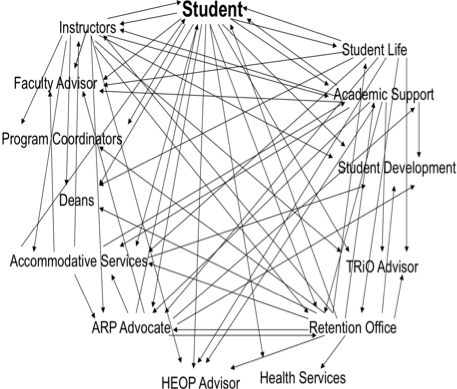 Student
Instructors
Student Life
Faculty Advisor
Academic Support
Program Coordinators
Student Development
Deans
Accommodative Services
TRiO Advisor
ARP Advocate
Retention Office
HEOP Advisor
Health Services